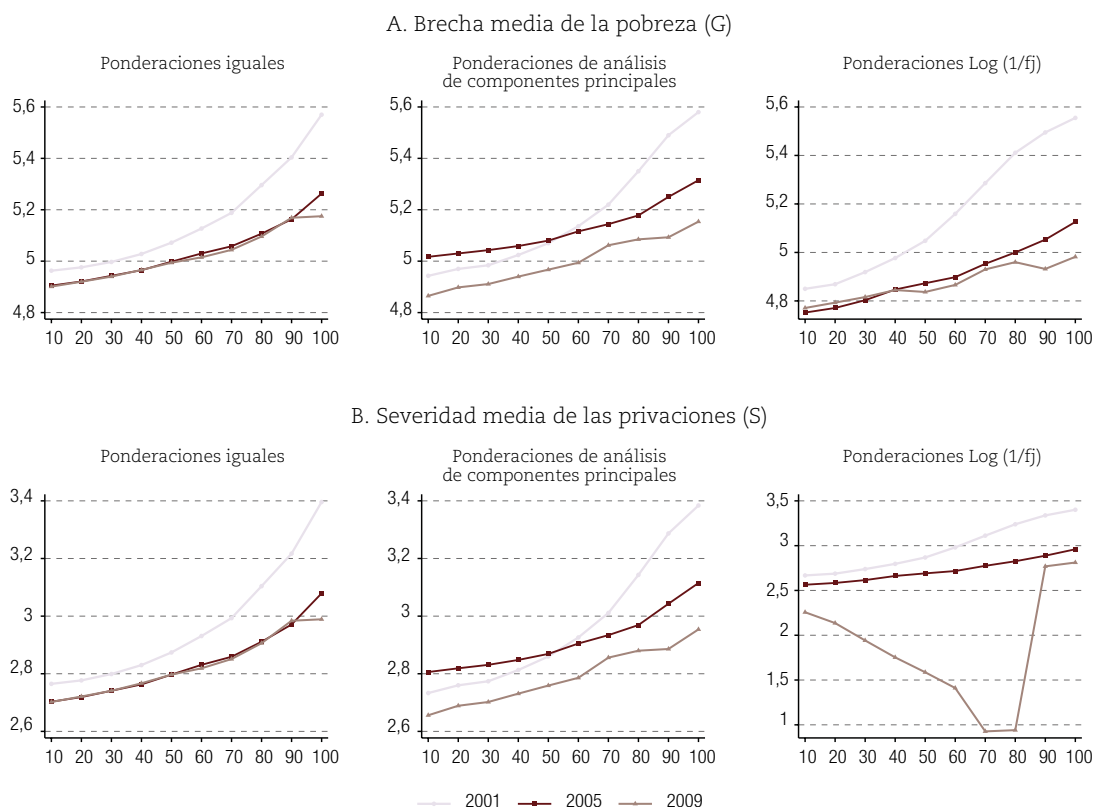 A. Brecha media de la pobreza (G)
Ponderaciones iguales
5,6
5,4
5,2
5
4,8
10 20 30 40 50 60 70 80 90 100
Ponderaciones de análisis
de componentes principales
5,6
5,4
5,2
5
4,8
10 20 30 40 50 60 70 80 90 100
Ponderaciones Log (1/fj)
5,6
5,4
5,2
5
4,8
10 20 30 40 50 60 70 80 90 100
B. Severidad media de las privaciones (S)
Ponderaciones iguales
3,4
3,2
3
2,8
2,6
10 20 30 40 50 60 70 80 90 100
Ponderaciones de análisis
de componentes principales
3,4
3,2
3
2,8
2,6
10 20 30 40 50 60 70 80 90 100
Ponderaciones Log (1/fj)
3,5
3
2,5
2
1,5
1
10 20 30 40 50 60 70 80 90 100
2001 2005 2009